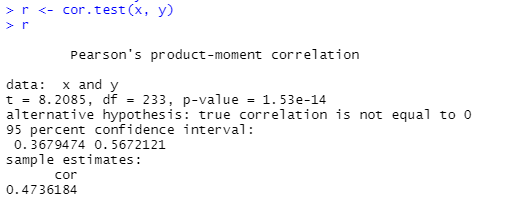 > r <- cor.test(x, y)
> r
Pearson's product-moment correlation
data:  x and y
t = 8.2085, df = 233, p-value = 1.53e-14
alternative hypothesis: true correlation is not equal to 0
95 percent confidence interval:
0.3679474 0.5672121
sample estimates:
cor
0.4736184